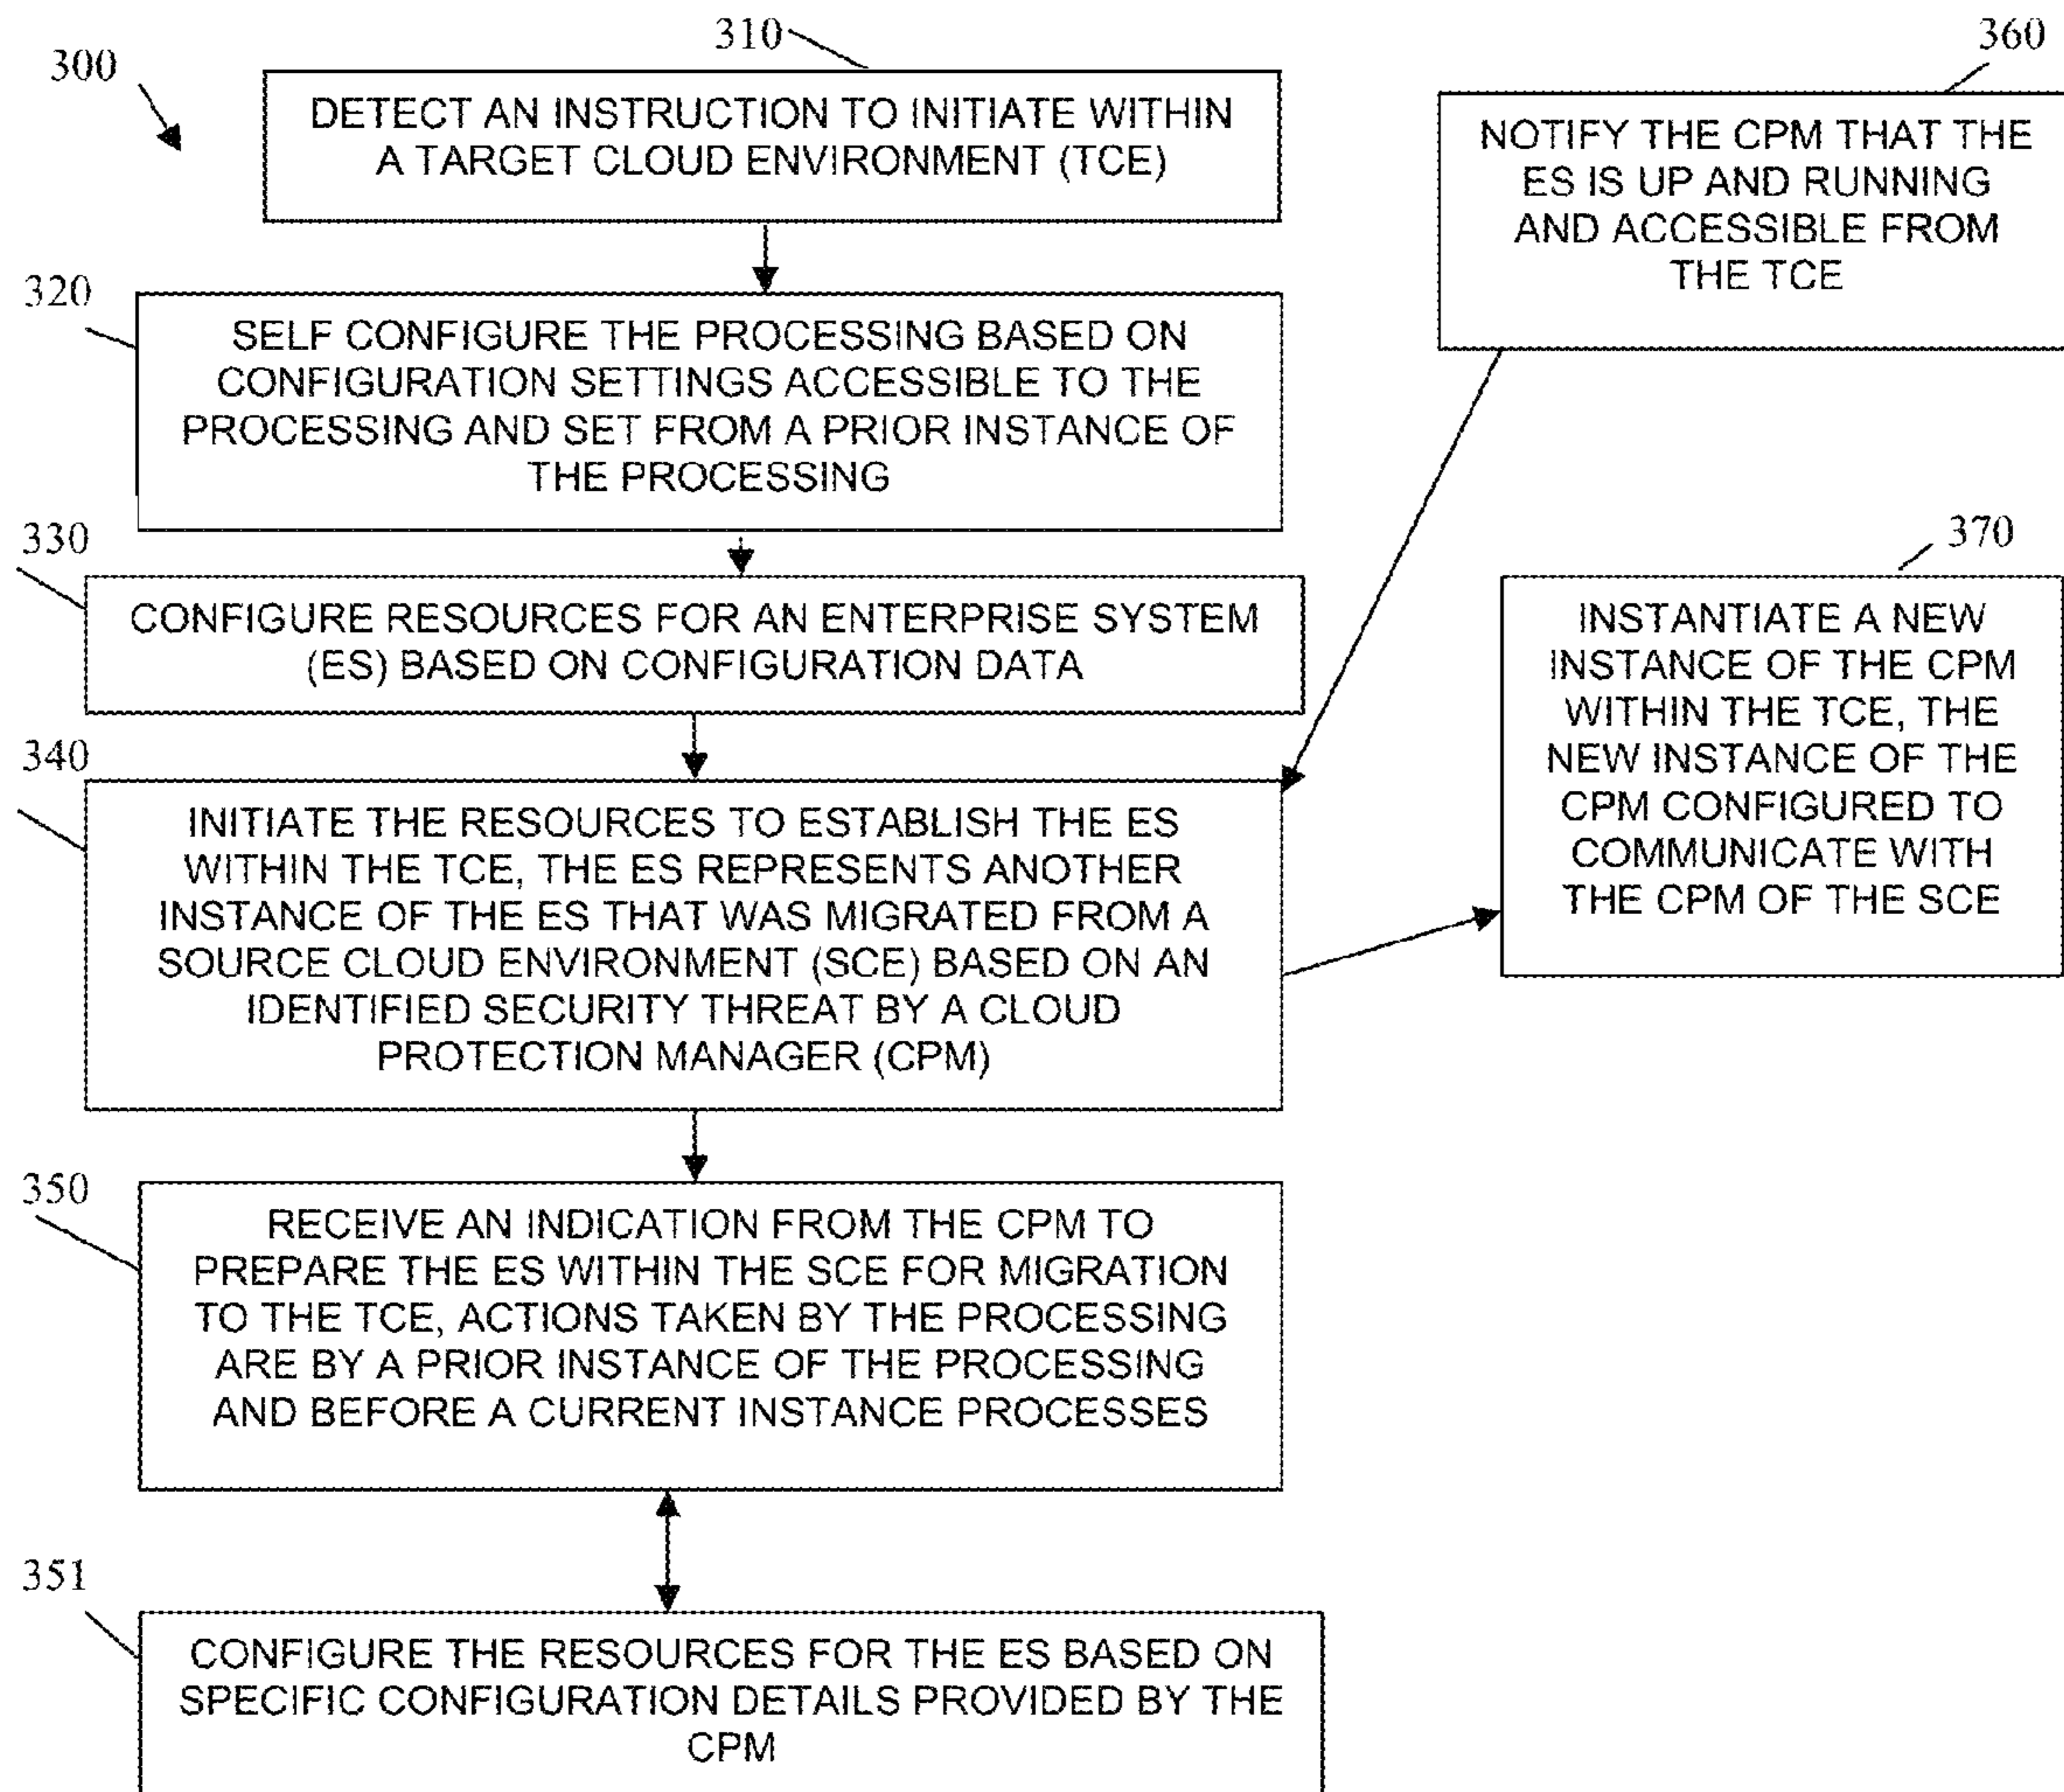 300
310
DETECT AN INSTRUCTION TO INITIATE WITHIN
A TARGET CLOUD ENVIRONMENT (TCE)
320
SELF CONFIGURE THE PROCESSING BASED ON
CONFIGURATION SETTINGS ACCESSIBLE TO THE
PROCESSING AND SET FROM A PRIOR INSTANCE OF
THE PROCESSING
330
CONFIGURE RESOURCES FOR AN ENTERPRISE SYSTEM
(ES) BASED ON CONFIGURATION DATA
340
INITIATE THE RESOURCES TO ESTABLISH THE ES
WITHIN THE TCE, THE ES REPRESENTS ANOTHER
INSTANCE OF THE ES THAT WAS MIGRATED FROM A
SOURCE CLOUD ENVIRONMENT (SCE) BASED ON AN
IDENTIFIED SECURITY THREAT BY A CLOUD
PROTECTION MANAGER (CPM)
350
RECEIVE AN INDICATION FROM THE CPM TO
PREPARE THE ES WITHIN THE SCE FOR MIGRATION
TO THE TCE, ACTIONS TAKEN BY THE PROCESSING
ARE BY A PRIOR INSTANCE OF THE PROCESSING
AND BEFORE A CURRENT INSTANCE PROCESSES
351
CONFIGURE THE RESOURCES FOR THE ES BASED ON
SPECIFIC CONFIGURATION DETAILS PROVIDED BY THE
CPM
360
NOTIFY THE CPM THAT THE
ES IS UP AND RUNNING
AND ACCESSIBLE FROM
THE TCE
370
INSTANTIATE A NEW
INSTANCE OF THE CPM
WITHIN THE TCE, THE
NEW INSTANCE OF THE
CPM CONFIGURED TO
COMMUNICATE WITH
THE CPM OF THE SCE